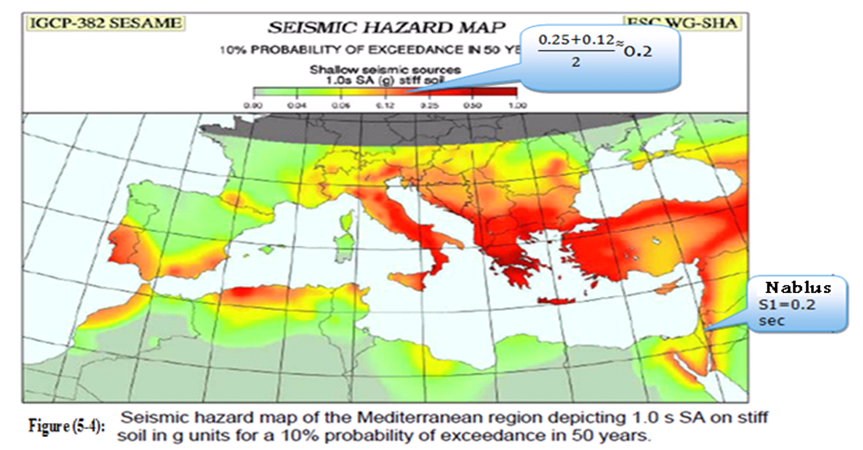 IGCP-382 SESAME
SEISMIC HAZARD MAP
ESC WG-SHA
10% PROBABILITY OF EXCEEDANCE IN 50 YE
0.25+0.12
≈0.2
2
Shallow seismic sources
1.0s SA (g) stiff soil
0.00 0.04 0.06 0.12 0.25 0.50 1.00
Nablus
S1=0.2
sec
Figure (5-4): Seismic hazard map of the Mediterranean region depicting 1.0 s SA on stiff
soil in g units for a 10% probability of exceedance in 50 years.